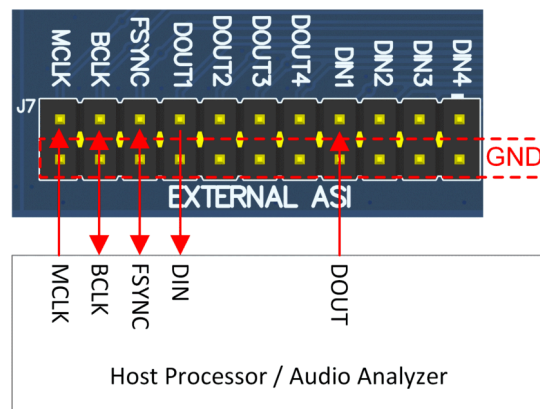 MCLK
BCLK
FSYNC
DOUT1
DOUT2
DOUT3
DOUT4
DIN1
DIN2
DIN3
DIN4
J7
GND
EXTERNAL ASI
MCLK
BCLK
FSYNC
DIN
DOUT
Host Processor / Audio Analyzer